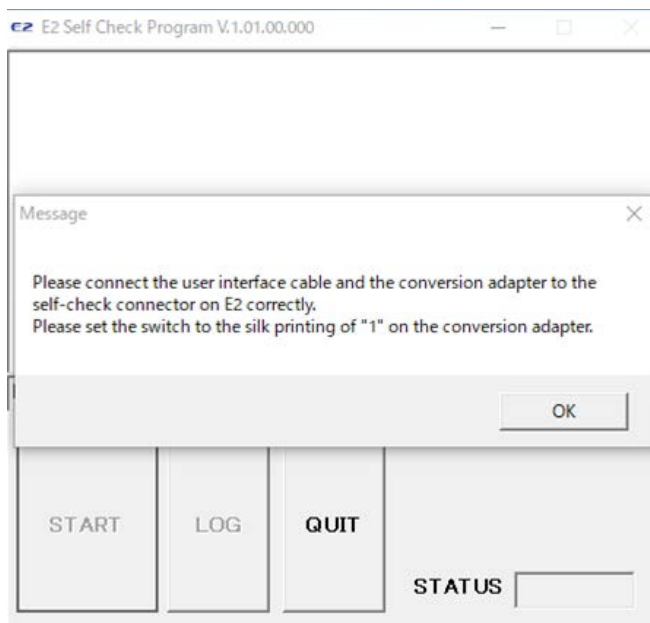 E2 E2 Self Check Program V.1.01.00.000
Message
Please connect the user interface cable and the conversion adapter to the
self-check connector on E2 correctly.
Please set the switch to the silk printing of "1" on the conversion adapter.
OK
START
LOG
QUIT
STATUS